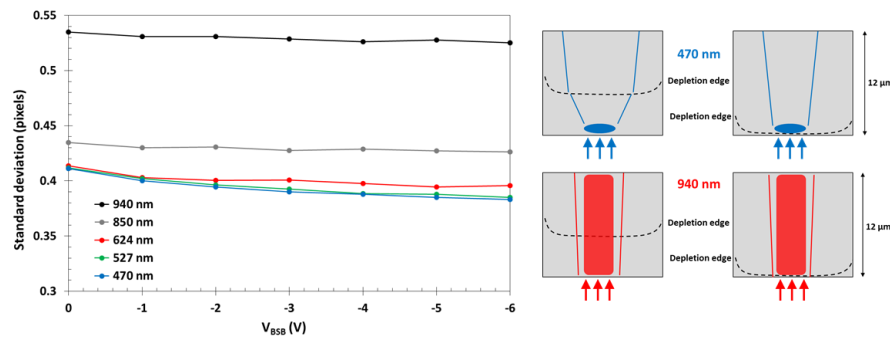 0.55
0.5
0.45
0.4
0.35
0.3
Standard deviation (pixels)
940 nm
850 nm
624 nm
527 nm
470 nm
0 -1 -2 -3 -4 -5 -6
VBSB (V)
470 nm
Depletion edge
Depletion edge
12 µm
940 nm
Depletion edge
Depletion edge
12 µm